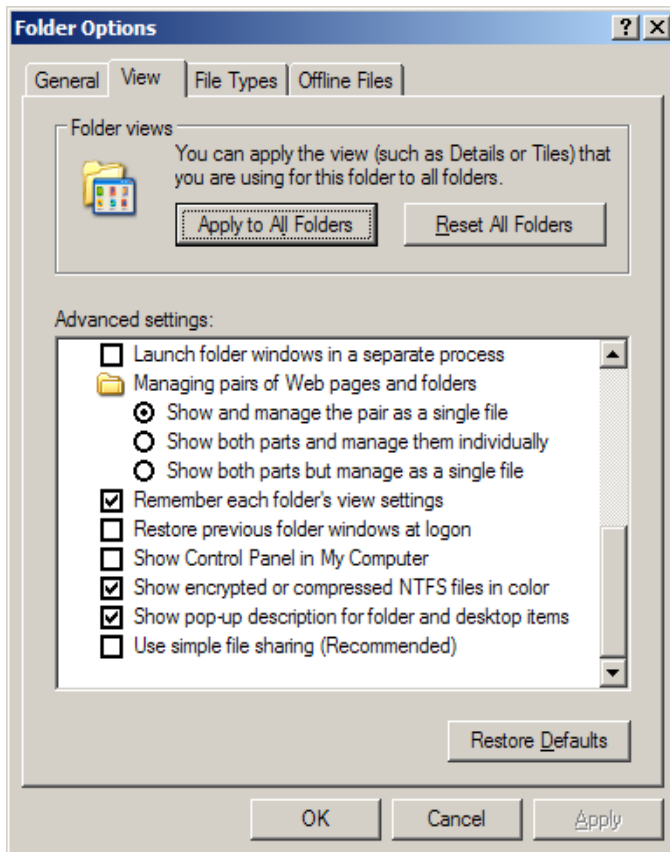 Folder Options
General View File Types Offline Files
Folder views
You can apply the view (such as Details or Tiles) that
you are using for this folder to all folders.
Apply to All Folders Reset All Folders
Advanced settings:
Launch folder windows in a separate process
Managing pairs of Web pages and folders
Show and manage the pair as a single file
Show both parts and manage them individually
Show both parts but manage as a single file
Remember each folder's view settings
Restore previous folder windows at logon
Show Control Panel in My Computer
Show encrypted or compressed NTFS files in color
Show pop-up description for folder and desktop items
Use simple file sharing (Recommended)
Restore Defaults
OK Cancel Apply